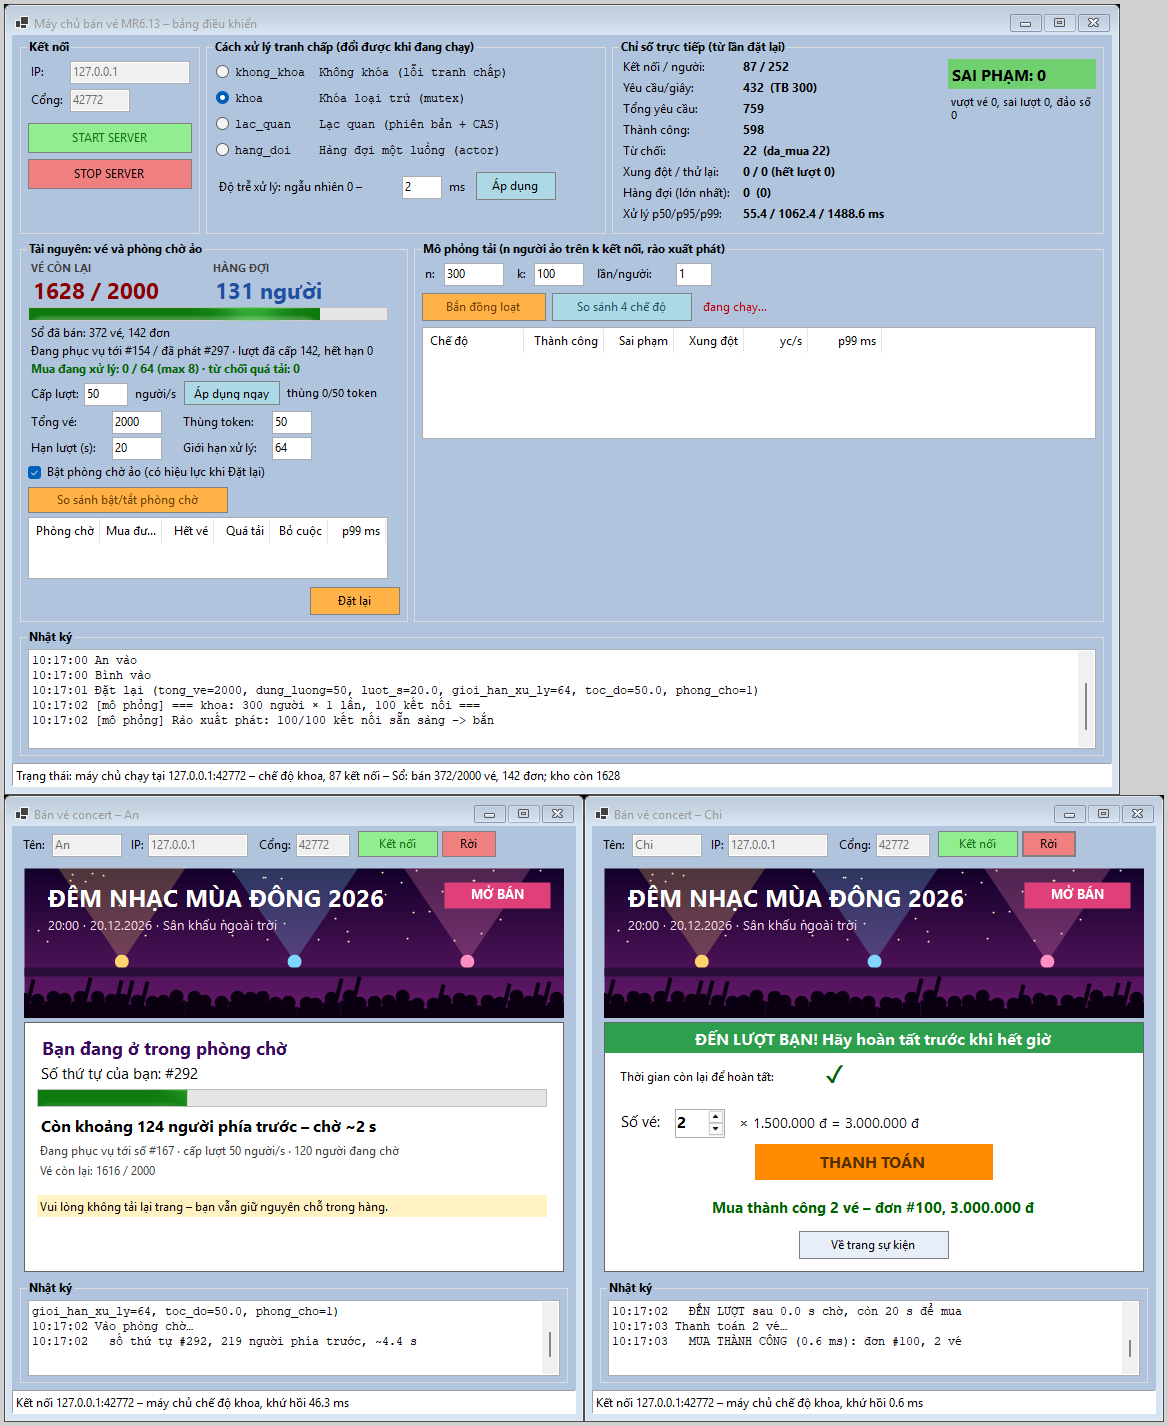 Máy chủ bán vé MR6.13 – bảng điều khiển
Kết nối
IP: 127.0.0.1
Cổng: 42772
START SERVER
STOP SERVER
Cách xử lý tranh chấp (đổi được khi đang chạy)
khong_khoa Không khóa (lỗi tranh chấp)
khoa Khóa loại trừ (mutex)
lac_quan Lạc quan (phiên bản + CAS)
hang_doi Hàng đợi một luồng (actor)
Độ trễ xử lý: ngẫu nhiên 0 – 2 ms Áp dụng
Chỉ số trực tiếp (từ lần đặt lại)
Kết nối / người: 87 / 252
Yêu cầu/giây: 432 (TB 300)
Tổng yêu cầu: 759
Thành công: 598
Từ chối: 22 (da_mua 22)
Xung đột / thử lại: 0 / 0 (hết lượt 0)
Hàng đợi (lớn nhất): 0 (0)
Xử lý p50/p95/p99: 55.4 / 1062.4 / 1488.6 ms
SAI PHẠM: 0
vượt vé 0, sai lượt 0, đảo số
0
Tài nguyên: vé và phòng chờ ảo
VÉ CÒN LẠI HÀNG ĐỢI
1628 / 2000 131 người
Sổ đã bán: 372 vé, 142 đơn
Đang phục vụ tới #154 / đã phát #297 · lượt đã cấp 142, hết hạn 0
Mua đang xử lý: 0 / 64 (max 8) · từ chối quá tải: 0
Cấp lượt: 50 người/s Áp dụng ngay thùng 0/50 token
Tổng vé: 2000 Thùng token: 50
Hạn lượt (s): 20 Giới hạn xử lý: 64
Bật phòng chờ ảo (có hiệu lực khi Đặt lại)
So sánh bật/tắt phòng chờ
Phòng chờ Mua đư... Hết vé Quá tải Bỏ cuộc p99 ms
Đặt lại
Mô phỏng tải (n người ảo trên k kết nối, rào xuất phát)
n: 300 k: 100 lần/người: 1
Bắn đồng loạt So sánh 4 chế độ đang chạy...
Chế độ Thành công Sai phạm Xung đột yc/s p99 ms
Nhật ký
10:17:00 An vào
10:17:00 Bình vào
10:17:01 Đặt lại (tong_ve=2000, dung_luong=50, luot_s=20.0, gioi_han_xu_ly=64, toc_do=50.0, phong_cho=1)
10:17:02 [mô phỏng] === khoa: 300 người × 1 lần, 100 kết nối ===
10:17:02 [mô phỏng] Rào xuất phát: 100/100 kết nối sẵn sàng -> bắn
Trạng thái: máy chủ chạy tại 127.0.0.1:42772 – chế độ khoa, 87 kết nối – Sổ: bán 372/2000 vé, 142 đơn; kho còn 1628
Bán vé concert – An
Tên: An IP: 127.0.0.1 Cổng: 42772 Kết nối Rời
ĐÊM NHẠC MÙA ĐÔNG 2026
MỞ BÁN
20:00 · 20.12.2026 · Sân khấu ngoài trời
Bạn đang ở trong phòng chờ
Số thứ tự của bạn: #292
Còn khoảng 124 người phía trước – chờ ~2 s
Đang phục vụ tới số #167 · cấp lượt 50 người/s · 120 người đang chờ
Vé còn lại: 1616 / 2000
Vui lòng không tải lại trang – bạn vẫn giữ nguyên chỗ trong hàng.
Nhật ký
gioi_han_xu_ly=64, toc_do=50.0, phong_cho=1)
10:17:02 Vào phòng chờ…
10:17:02 số thứ tự #292, 219 người phía trước, ~4.4 s
Kết nối 127.0.0.1:42772 – máy chủ chế độ khoa, khứ hồi 46.3 ms
Bán vé concert – Chi
Tên: Chi IP: 127.0.0.1 Cổng: 42772 Kết nối Rời
ĐÊM NHẠC MÙA ĐÔNG 2026
MỞ BÁN
20:00 · 20.12.2026 · Sân khấu ngoài trời
ĐẾN LƯỢT BẠN! Hãy hoàn tất trước khi hết giờ
Thời gian còn lại để hoàn tất: ✓
Số vé: 2 × 1.500.000 đ = 3.000.000 đ
THANH TOÁN
Mua thành công 2 vé – đơn #100, 3.000.000 đ
Về trang sự kiện
Nhật ký
10:17:02 ĐẾN LƯỢT sau 0.0 s chờ, còn 20 s để mua
10:17:03 Thanh toán 2 vé…
10:17:03 MUA THÀNH CÔNG (0.6 ms): đơn #100, 2 vé
Kết nối 127.0.0.1:42772 – máy chủ chế độ khoa, khứ hồi 0.6 ms